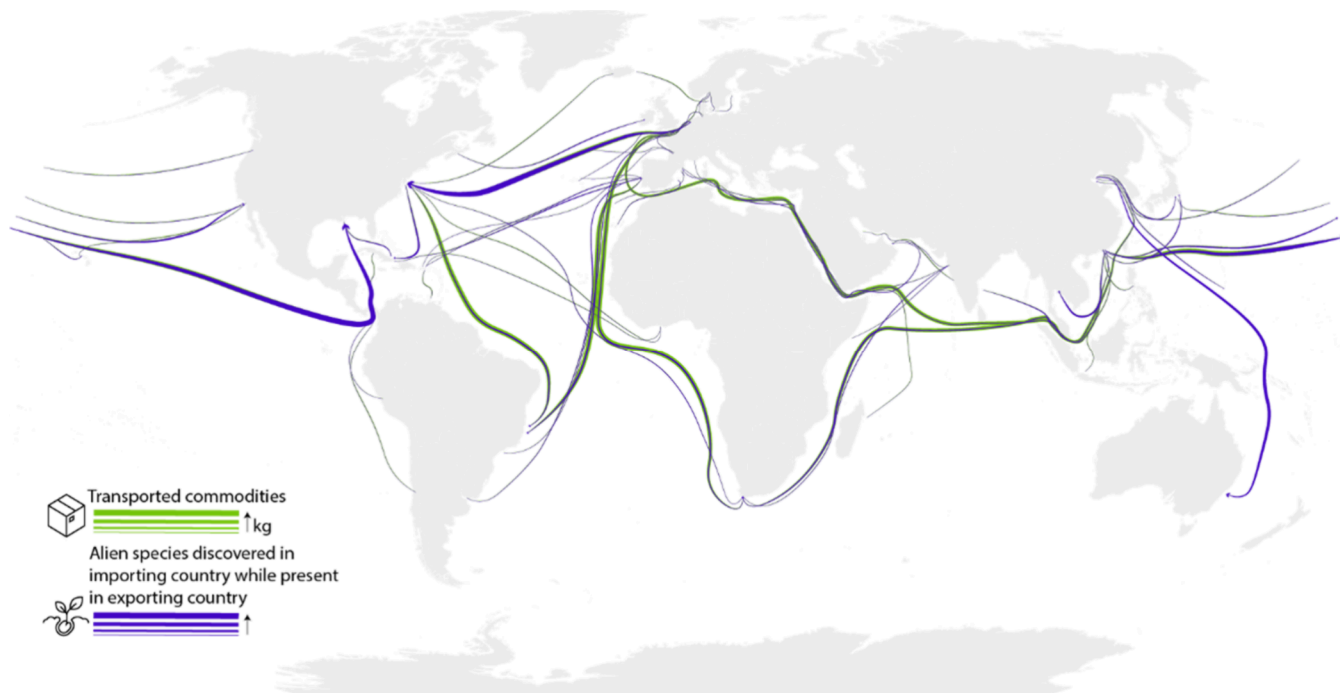 Transported commodities
kg
Alien species discovered in
importing country while present
in exporting country